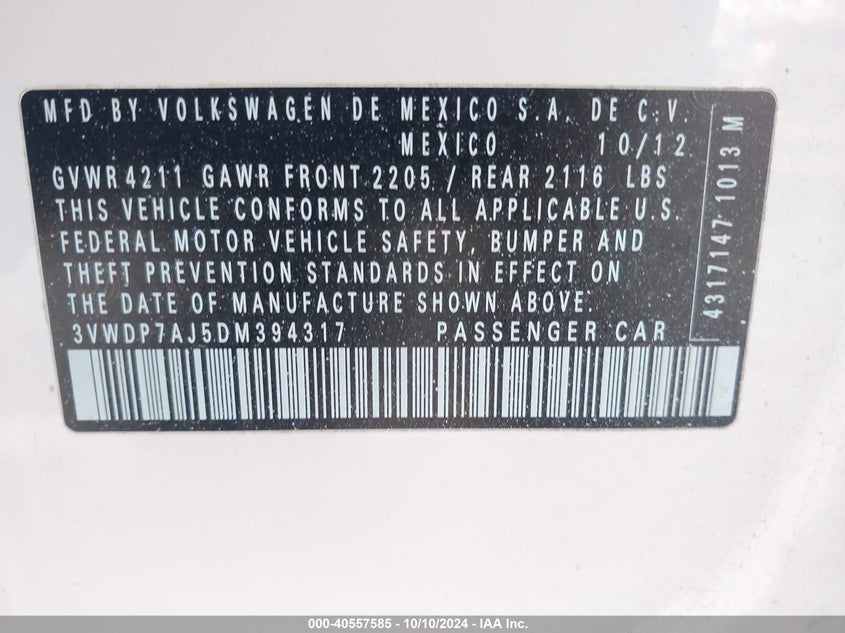 MFD BY VOLKSWAGEN DE MEXICO S.A. DE C.V.
MEXICO 10/12
GVWR 4211 GAWR FRONT 2205 / REAR 2116 LBS
THIS VEHICLE CONFORMS TO ALL APPLICABLE U.S.
FEDERAL MOTOR VEHICLE SAFETY, BUMPER AND
THEFT PREVENTION STANDARDS IN EFFECT ON
THE DATE OF MANUFACTURE SHOWN ABOVE.
3VWDP7AJ5DM394317 PASSENGER CAR
4317147 1013 M
000-40557585 - 10/10/2024 - IAA Inc.